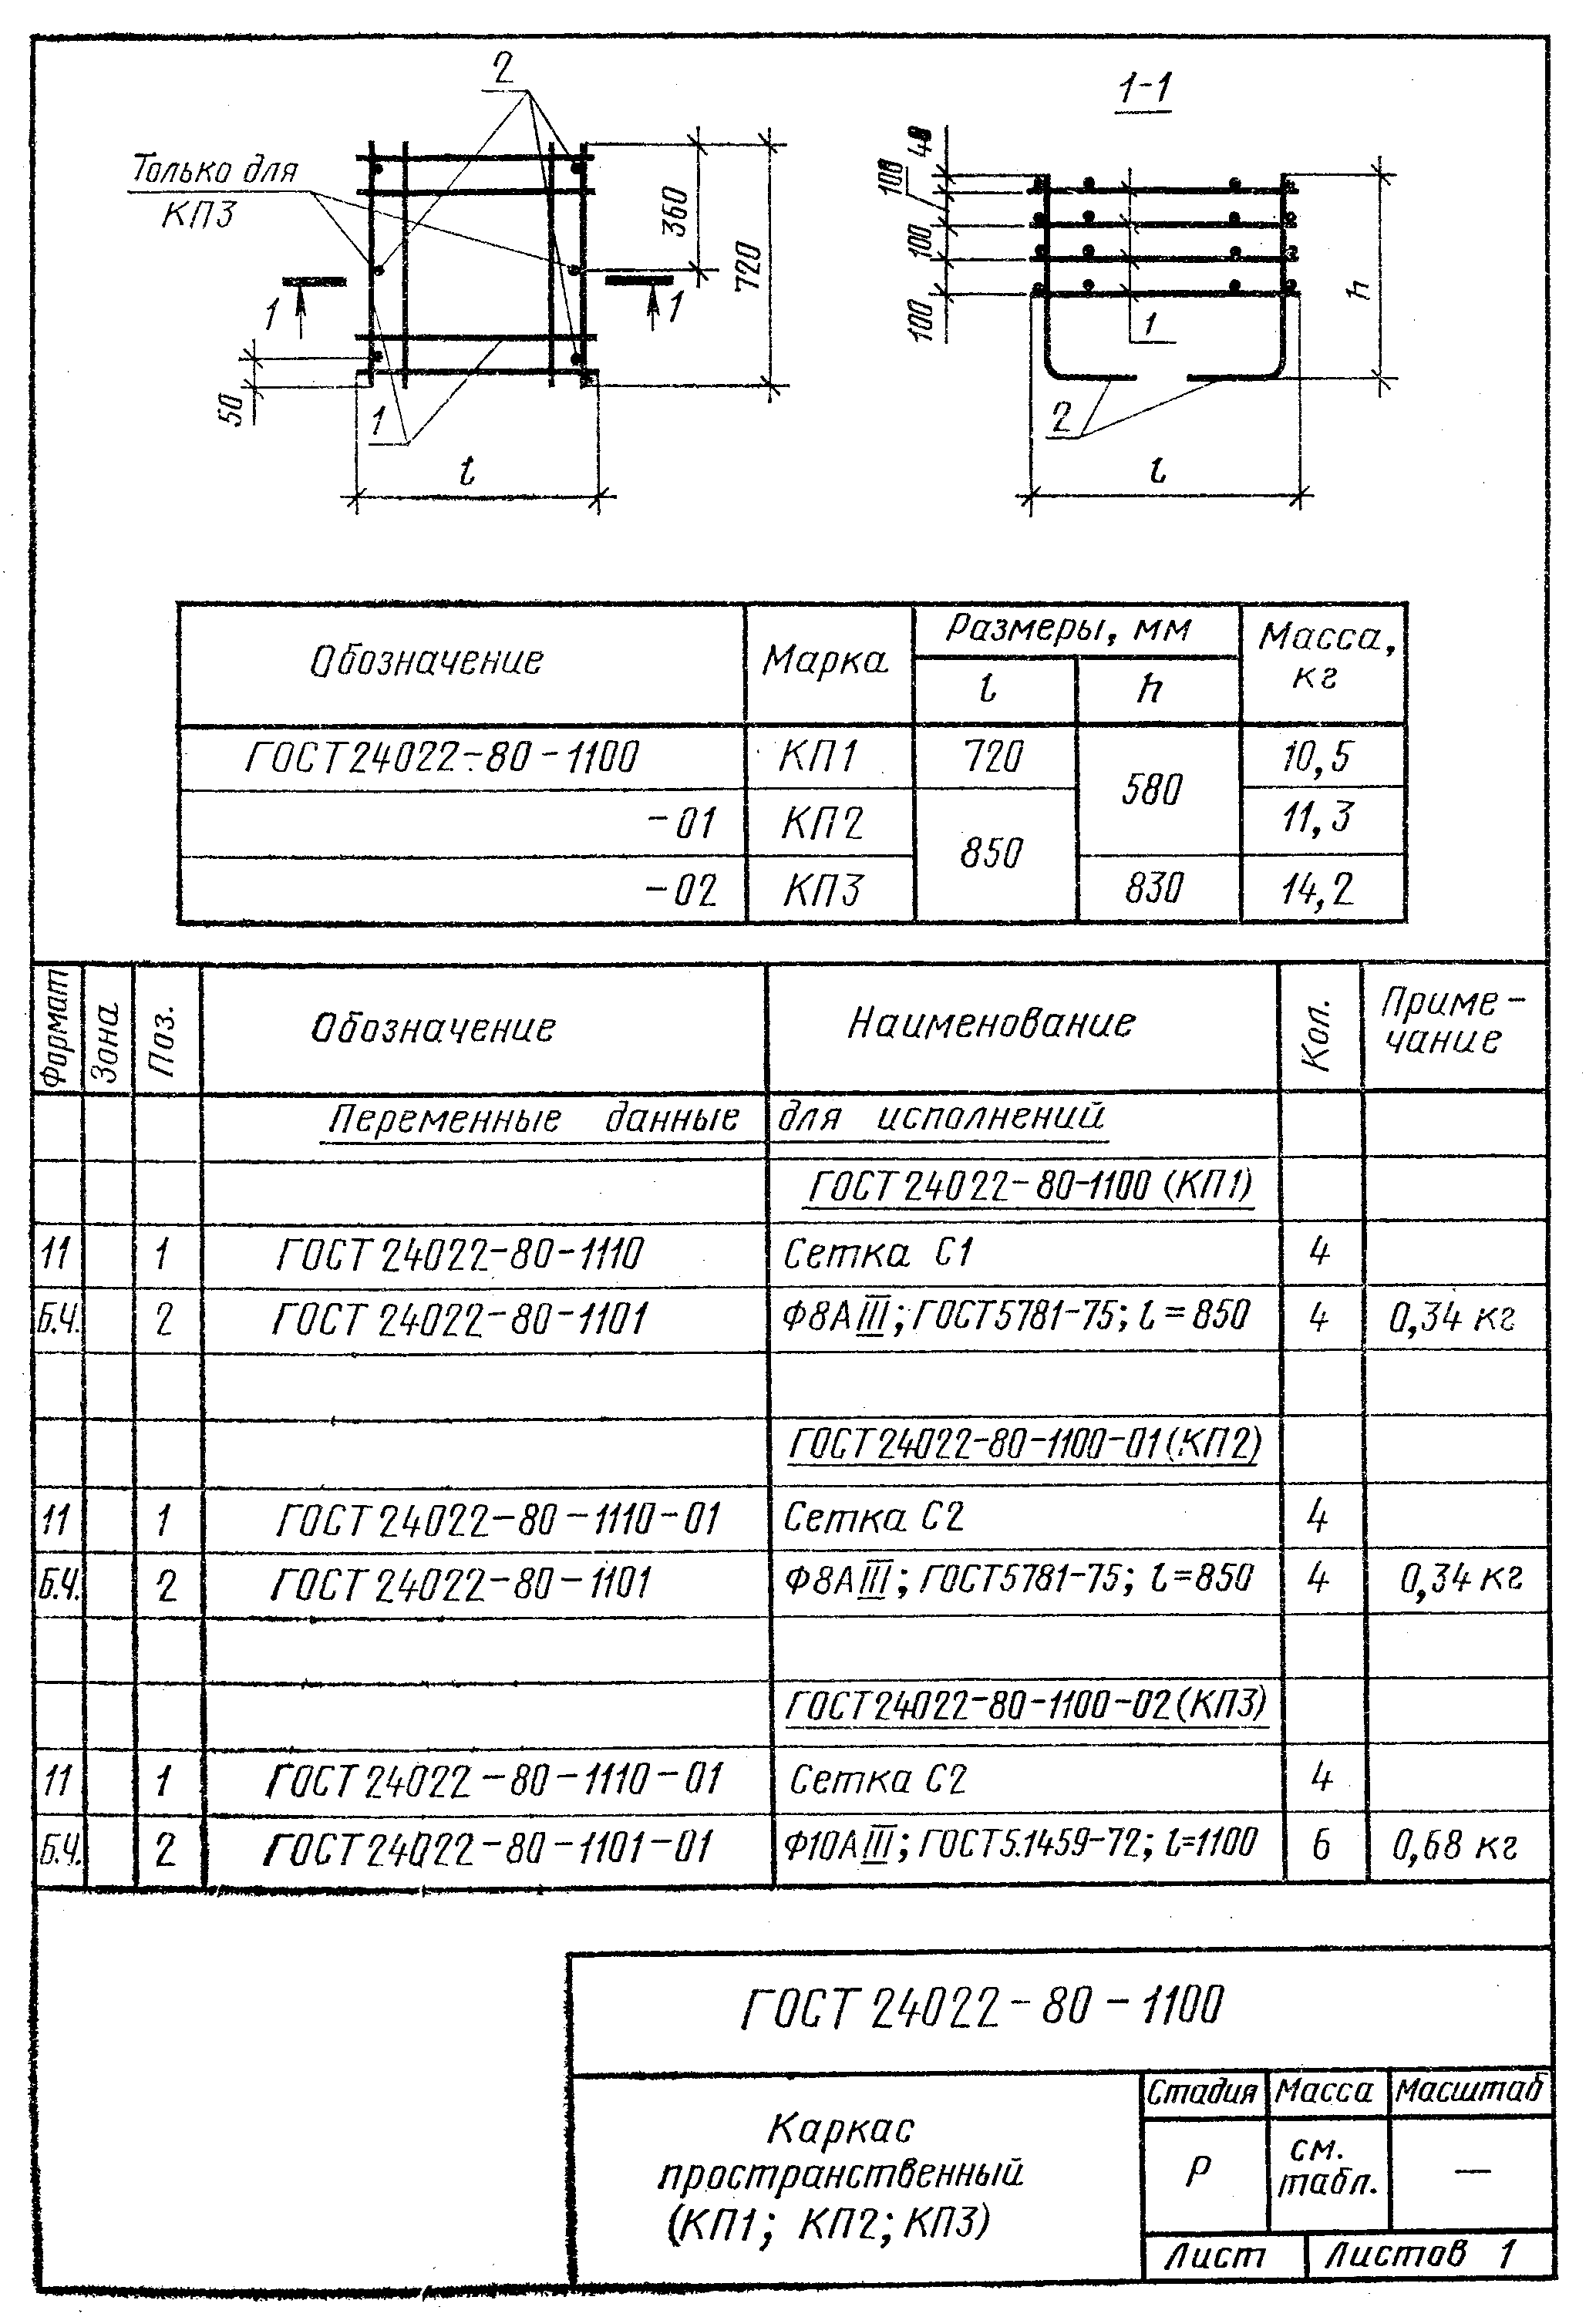 2
1-1
Только для
КП3
360
720
1
1
50
1
l
40
100
100
100
h
1
2
l
Обозначение
Марка
Размеры, мм
Масса, кг
l
h
ГОСТ 24022-80-1100 КП1 720 580 10,5
-01 КП2 850 11,3
-02 КП3 830 14,2
Формат
Зона
Поз.
Обозначение
Наименование
Кол.
Приме-
чание
Переменные данные для исполнений
ГОСТ 24022-80-1100 (КП1)
11 1 ГОСТ 24022-80-1110 Сетка С1 4
Б.Ч. 2 ГОСТ 24022-80-1101 Ф8АIII; ГОСТ5781-75; l=850 4 0,34 кг
ГОСТ 24022-80-1100-01 (КП2)
11 1 ГОСТ 24022-80-1110-01 Сетка С2 4
Б.Ч. 2 ГОСТ 24022-80-1101 Ф8АIII; ГОСТ5781-75; l=850 4 0,34 кг
ГОСТ 24022-80-1100-02 (КП3)
11 1 ГОСТ 24022-80-1110-01 Сетка С2 4
Б.Ч. 2 ГОСТ 24022-80-1101-01 Ф10АIII; ГОСТ5.1459-72; l=1100 6 0,68 кг
ГОСТ 24022-80-1100
Каркас
пространственный
(КП1; КП2; КП3)
Стадия Масса Масштаб
Р см. табл. —
Лист Листов 1